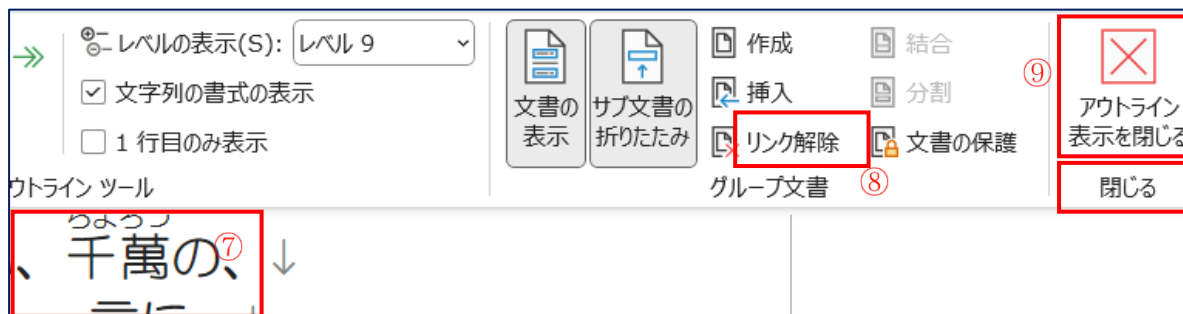 レベルの表示(S): レベル 9
文字列の書式の表示
1 行目のみ表示
ウトライン ツール
文書の
表示
サブ文書の
折りたたみ
作成
挿入
リンク解除
⑧
結合
分割
文書の保護
グループ文書
⑨
アウトライン
表示を閉じる
閉じる
ちよろづ
、千萬の、↓
⑦